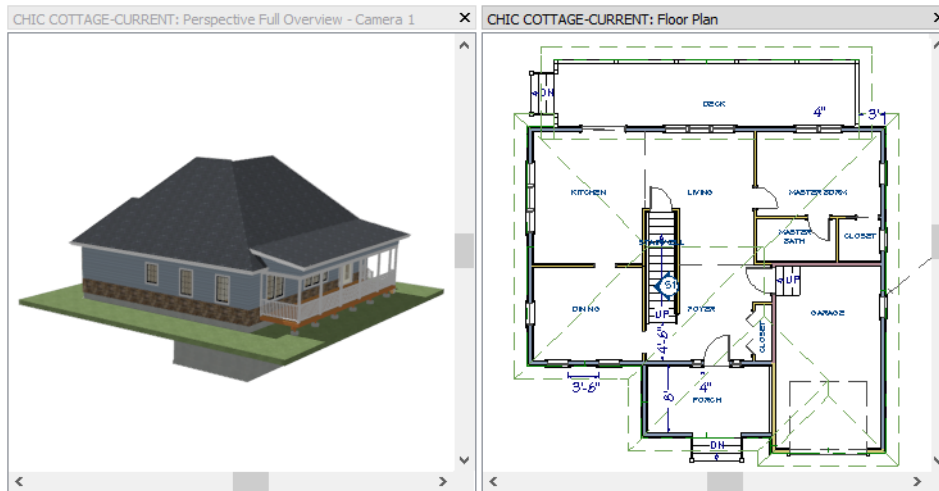 CHIC COTTAGE-CURRENT: Perspective Full Overview - Camera 1
CHIC COTTAGE-CURRENT: Floor Plan
DN
DECK
4"
3'
KITCHEN
LIVING
MASTER BDRM
MASTER
BATH
CLOSET
UP
DINING
UP
FOYER
GARAGE
CLOSET
4'-6"
3'-6"
8'
4"
PORCH
DN